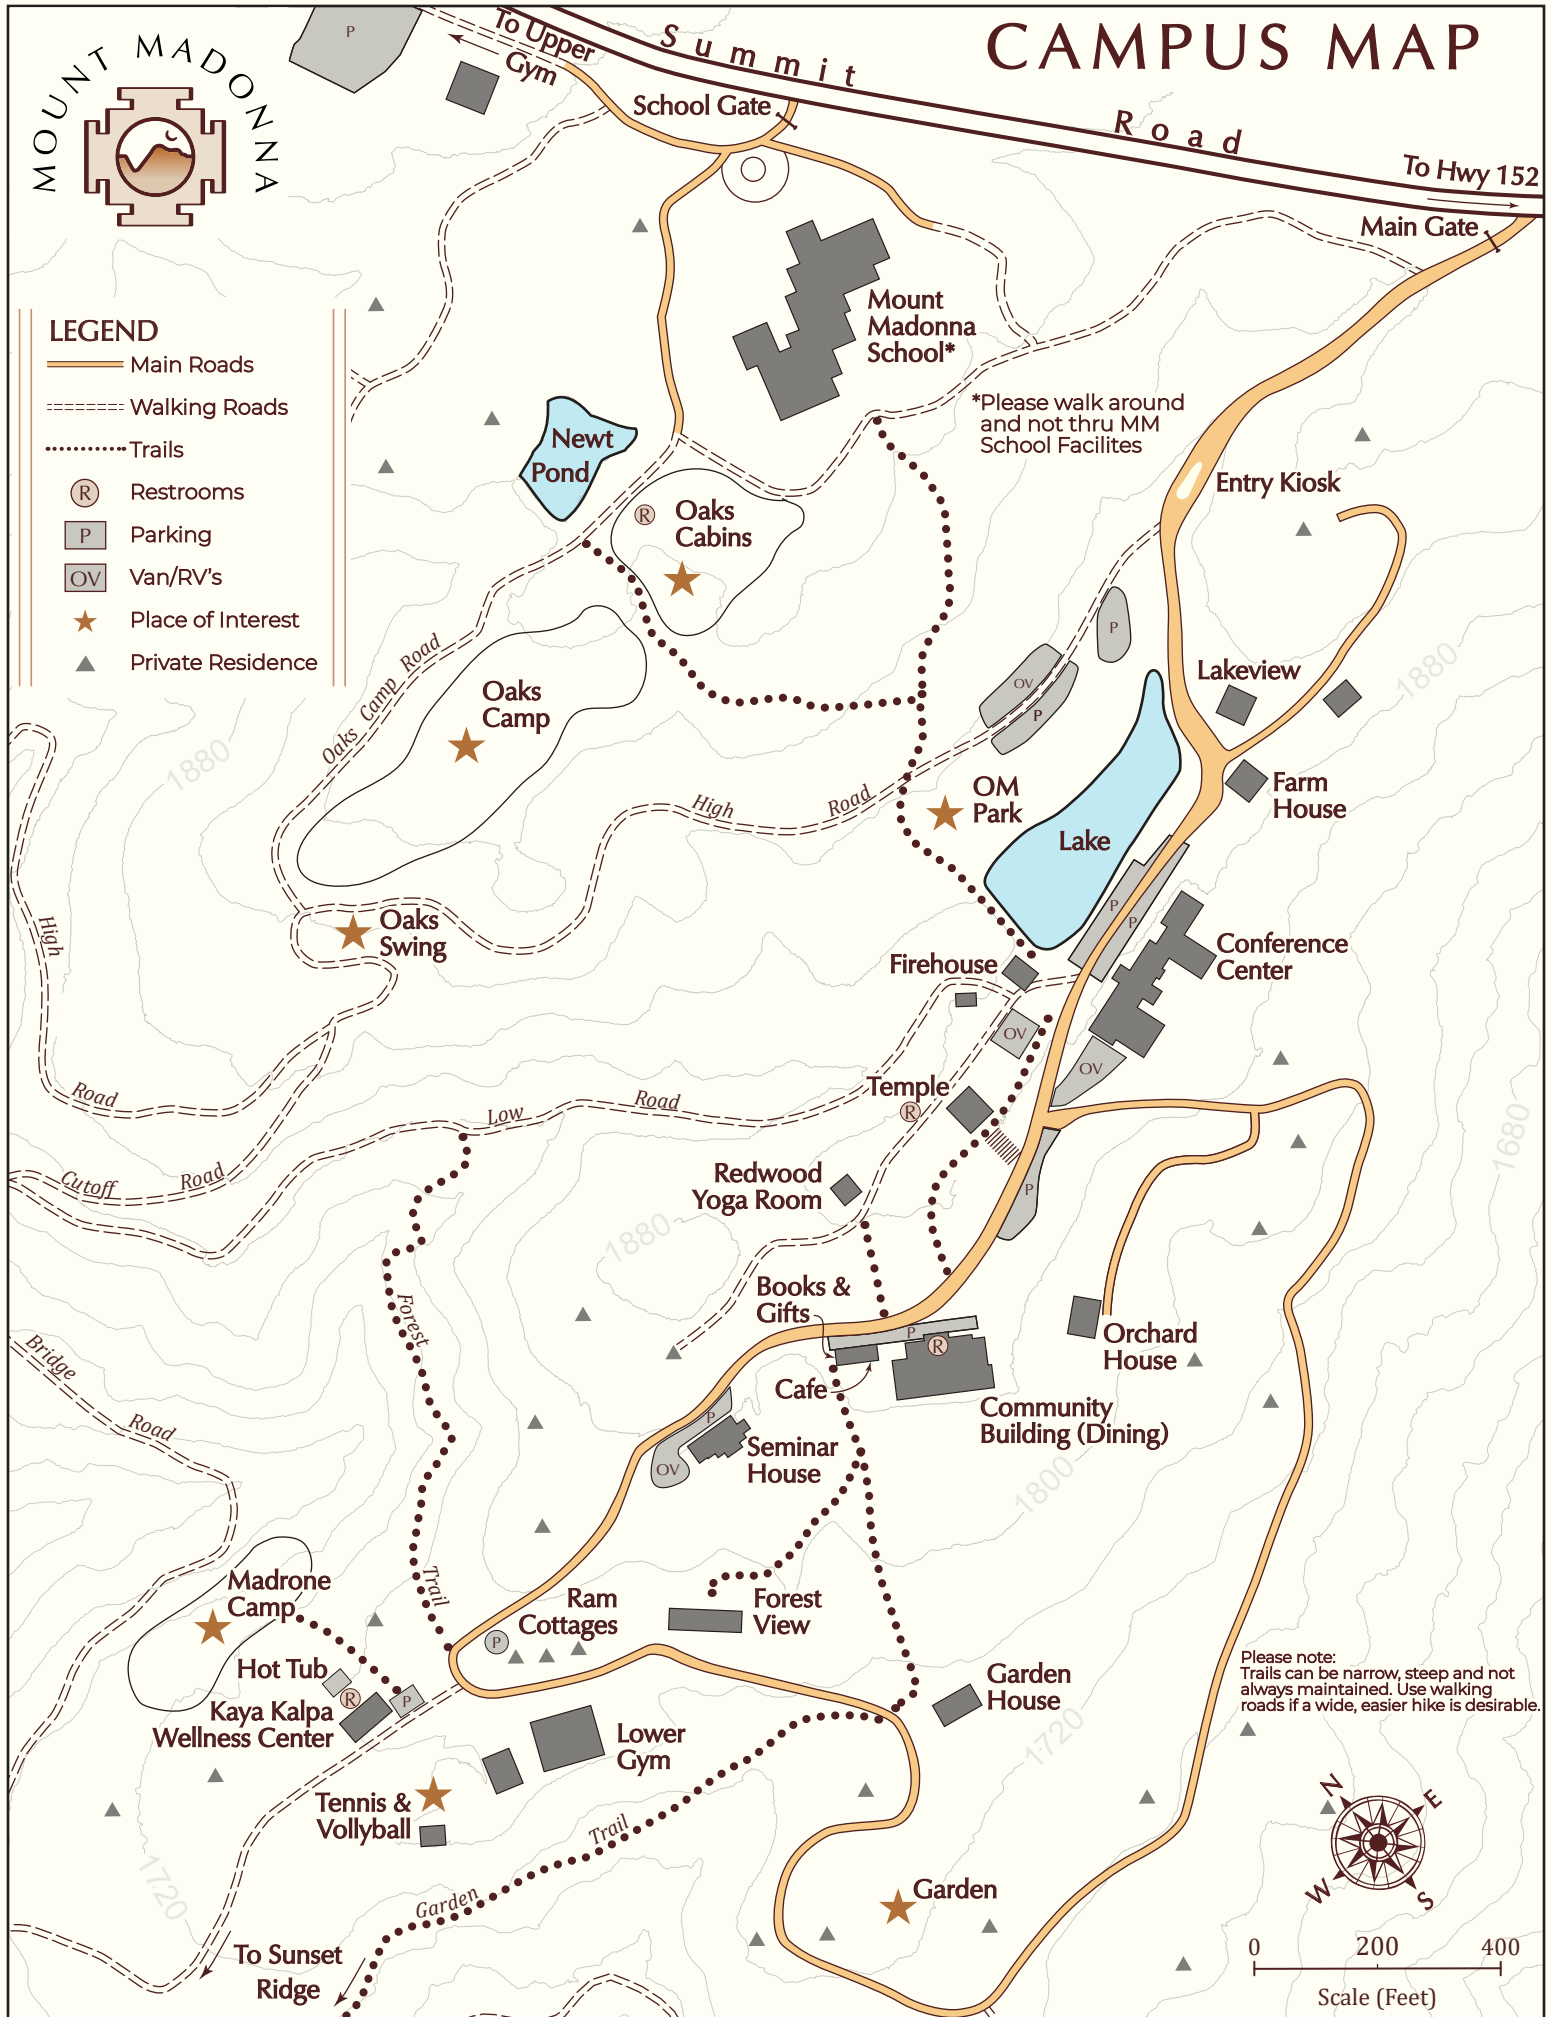 CAMPUS MAP
MOUNT MADONNA
To Upper
Gym
Summit Road
School Gate
To Hwy 152
Main Gate
P
LEGEND
Main Roads
Walking Roads
Trails
R Restrooms
P Parking
OV Van/RV's
Place of Interest
Private Residence
Mount
Madonna
School*
*Please walk around
and not thru MM
School Facilites
Newt
Pond
R
Oaks
Cabins
Entry Kiosk
Oaks Camp Road
Oaks
Camp
P
OV
P
Lakeview
1880
1880
High Road
OM
Park
Farm
House
Lake
P
P
High
Road
Oaks
Swing
Conference
Center
Firehouse
OV
OV
Temple
R
Low Road
1680
Cutoff Road
Redwood
Yoga Room
P
1880
Books &
Gifts
P
R
Cafe
Orchard
House
Community
Building (Dining)
Forest
Trail
Bridge
Road
P
OV
Seminar
House
1800
Madrone
Camp
Ram
Cottages
P
Forest
View
Hot Tub
R
P
Kaya Kalpa
Wellness Center
Garden
House
Please note:
Trails can be narrow, steep and not
always maintained. Use walking
roads if a wide, easier hike is desirable.
1720
Lower
Gym
Tennis &
Vollyball
Garden Trail
1720
Garden
N
E
W
S
To Sunset
Ridge
0 200 400
Scale (Feet)